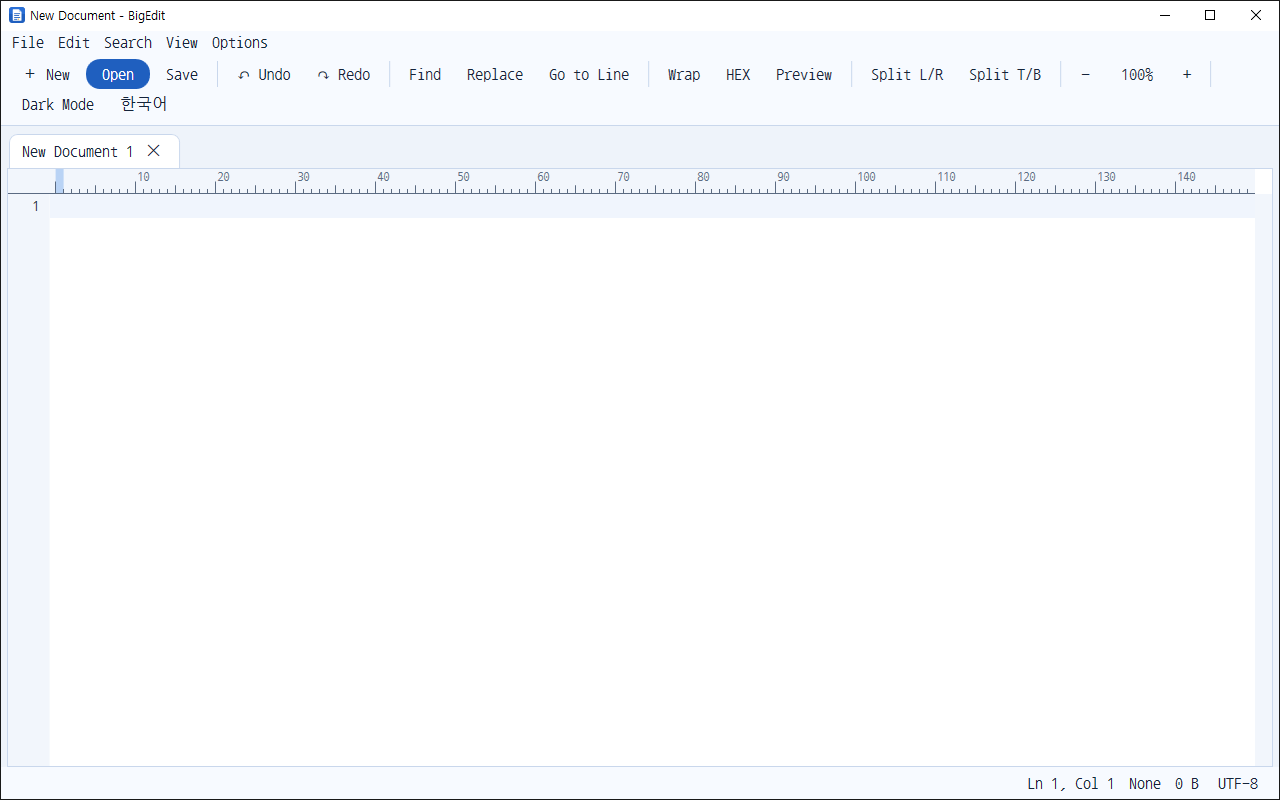 New Document - BigEdit
File Edit Search View Options
+ New Open Save ↶ Undo ↷ Redo Find Replace Go to Line Wrap HEX Preview Split L/R Split T/B − 100% +
Dark Mode 한국어
New Document 1
10 20 30 40 50 60 70 80 90 100 110 120 130 140
1
Ln 1, Col 1 None 0 B UTF-8